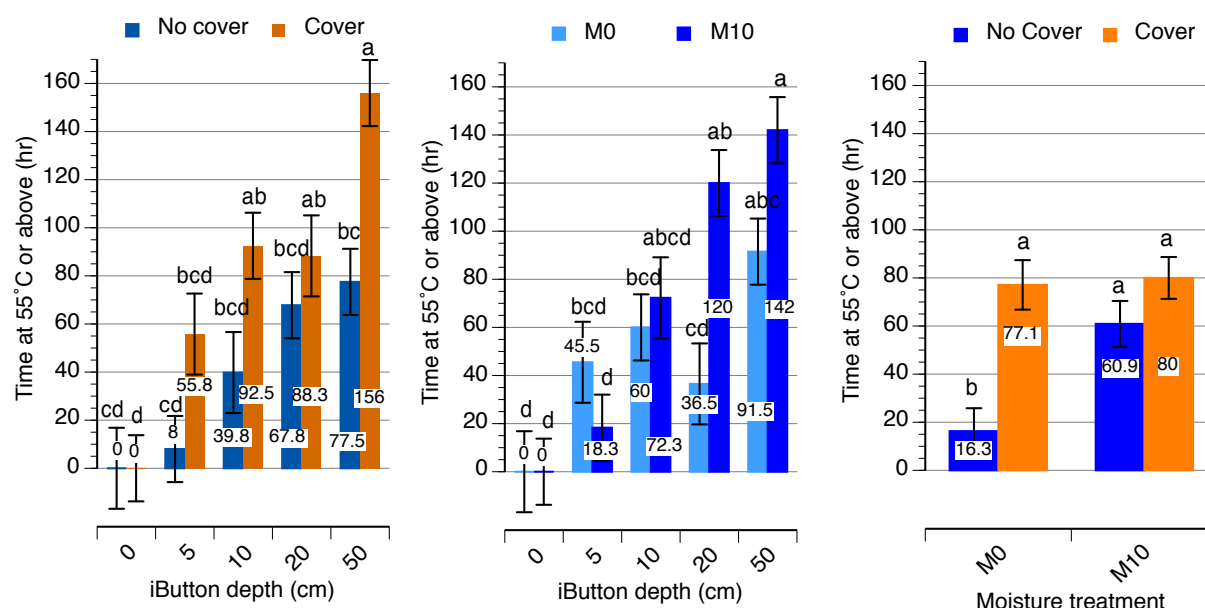 No cover Cover
Time at 55˚C or above (hr)
160
140
120
100
80
60
40
20
0
a
ab
ab
bcd
bc
bcd
bcd
cd
d
cd
0
0
8
55.8
39.8
92.5
67.8
88.3
77.5
156
0
5
10
20
50
iButton depth (cm)
M0 M10
Time at 55˚C or above (hr)
160
140
120
100
80
60
40
20
0
a
ab
abc
abcd
bcd
bcd
cd
d
d
d
0
0
45.5
18.3
60
72.3
36.5
120
91.5
142
0
5
10
20
50
iButton depth (cm)
No Cover Cover
Time at 55˚C or above (hr)
160
140
120
100
80
60
40
20
0
a
a
a
b
16.3
77.1
60.9
80
M0
M10
Moisture treatment